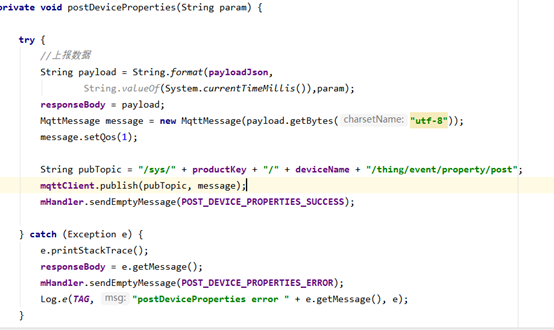 private void postDeviceProperties(String param) {
try {
//上报数据
String payload = String.format(payloadJson,
String.valueOf(System.currentTimeMillis()),param);
responseBody = payload;
MqttMessage message = new MqttMessage(payload.getBytes( charsetName: "utf-8"));
message.setQos(1);
String pubTopic = "/sys/" + productKey + "/" + deviceName + "/thing/event/property/post";
mqttClient.publish(pubTopic, message);
mHandler.sendEmptyMessage(POST_DEVICE_PROPERTIES_SUCCESS);
} catch (Exception e) {
e.printStackTrace();
responseBody = e.getMessage();
mHandler.sendEmptyMessage(POST_DEVICE_PROPERTIES_ERROR);
Log.e(TAG, msg: "postDeviceProperties error " + e.getMessage(), e);
}